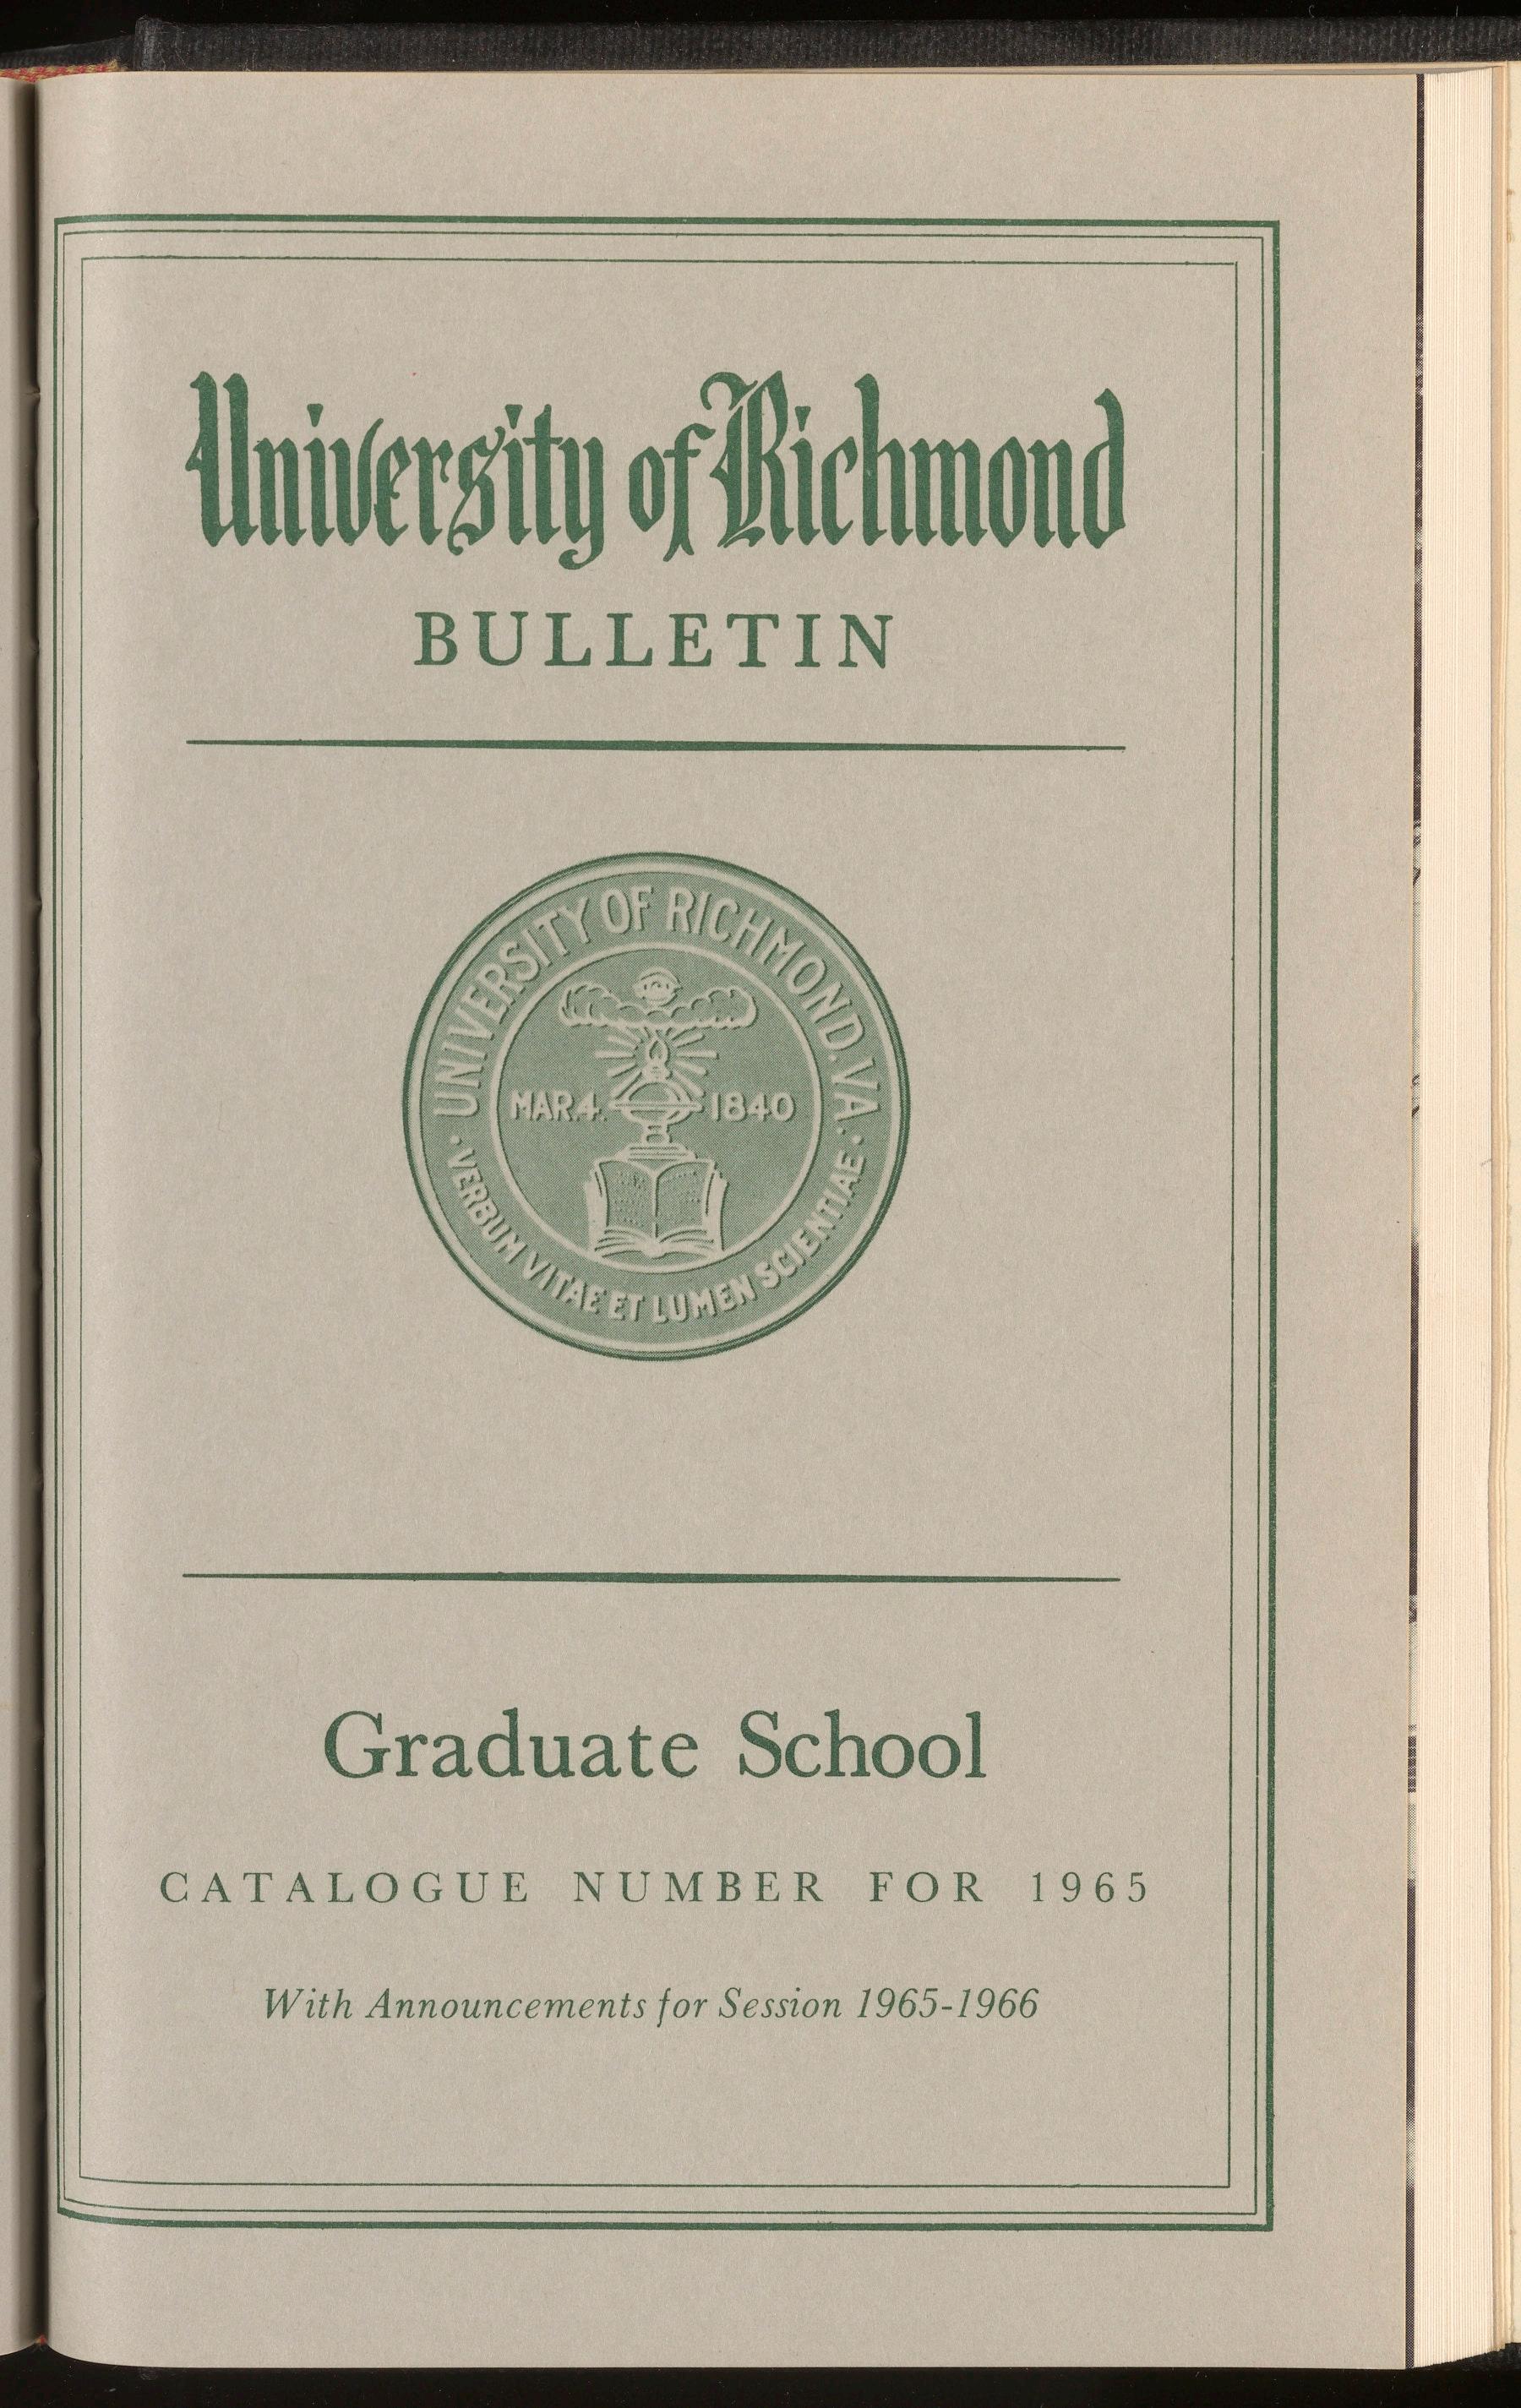 University of Richmond
BULLETIN
UNIVERSITY OF RICHMOND, VA.
MAR. 4. 1840
· VERBUM VITAE ET LUMEN SCIENTIAE ·
Graduate School
CATALOGUE NUMBER FOR 1965
With Announcements for Session 1965-1966